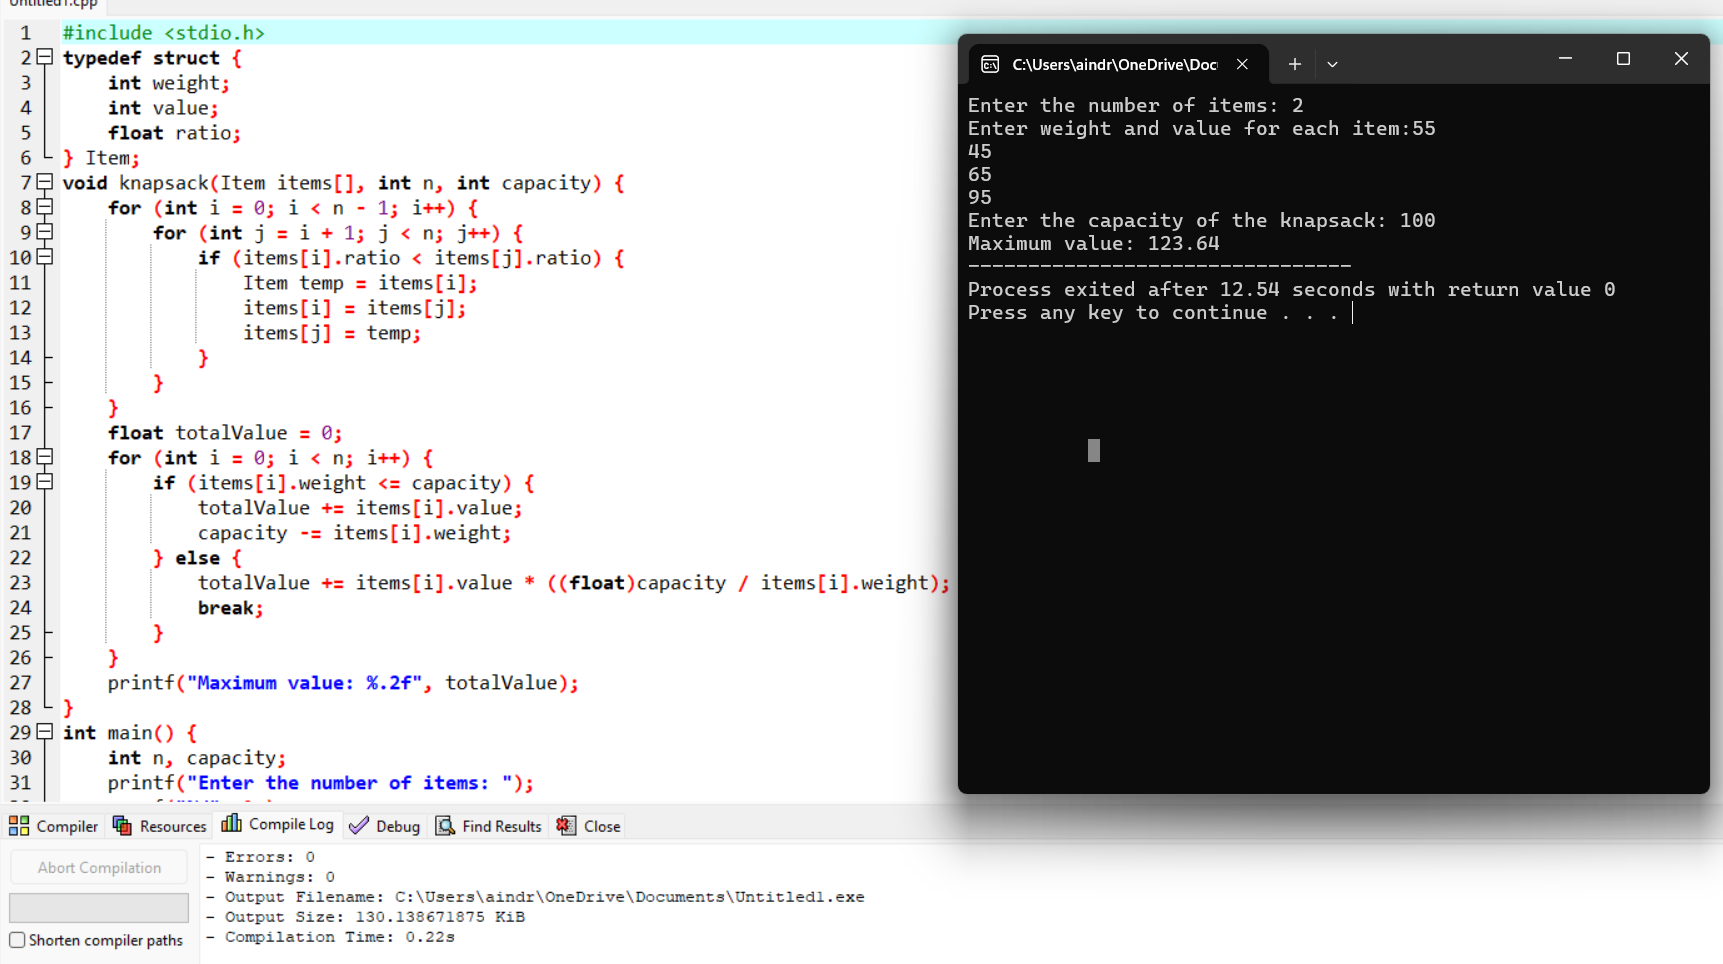 Untitled1.cpp
1 #include <stdio.h>
2 typedef struct {
3 int weight;
4 int value;
5 float ratio;
6 } Item;
7 void knapsack(Item items[], int n, int capacity) {
8 for (int i = 0; i < n - 1; i++) {
9 for (int j = i + 1; j < n; j++) {
10 if (items[i].ratio < items[j].ratio) {
11 Item temp = items[i];
12 items[i] = items[j];
13 items[j] = temp;
14 }
15 }
16 }
17 float totalValue = 0;
18 for (int i = 0; i < n; i++) {
19 if (items[i].weight <= capacity) {
20 totalValue += items[i].value;
21 capacity -= items[i].weight;
22 } else {
23 totalValue += items[i].value * ((float)capacity / items[i].weight);
24 break;
25 }
26 }
27 printf("Maximum value: %.2f", totalValue);
28 }
29 int main() {
30 int n, capacity;
31 printf("Enter the number of items: ");
C:\Users\aindr\OneDrive\Doc
Enter the number of items: 2
Enter weight and value for each item:55
45
65
95
Enter the capacity of the knapsack: 100
Maximum value: 123.64
--------------------------------
Process exited after 12.54 seconds with return value 0
Press any key to continue . . .
Compiler Resources Compile Log Debug Find Results Close
Abort Compilation
Shorten compiler paths
- Errors: 0
- Warnings: 0
- Output Filename: C:\Users\aindr\OneDrive\Documents\Untitled1.exe
- Output Size: 130.138671875 KiB
- Compilation Time: 0.22s